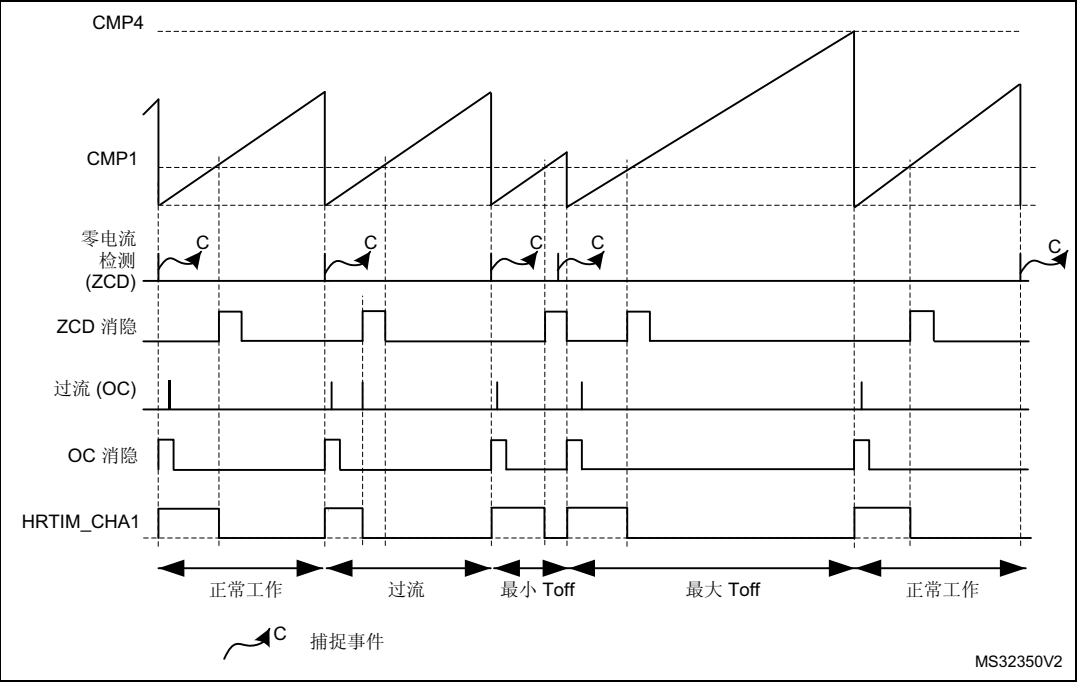 CMP4
CMP1
零电流
检测
(ZCD)
C
C
C
C
C
ZCD 消隐
过流 (OC)
OC 消隐
HRTIM_CHA1
正常工作
过流
最小 Toff
最大 Toff
正常工作
C
捕捉事件
MS32350V2